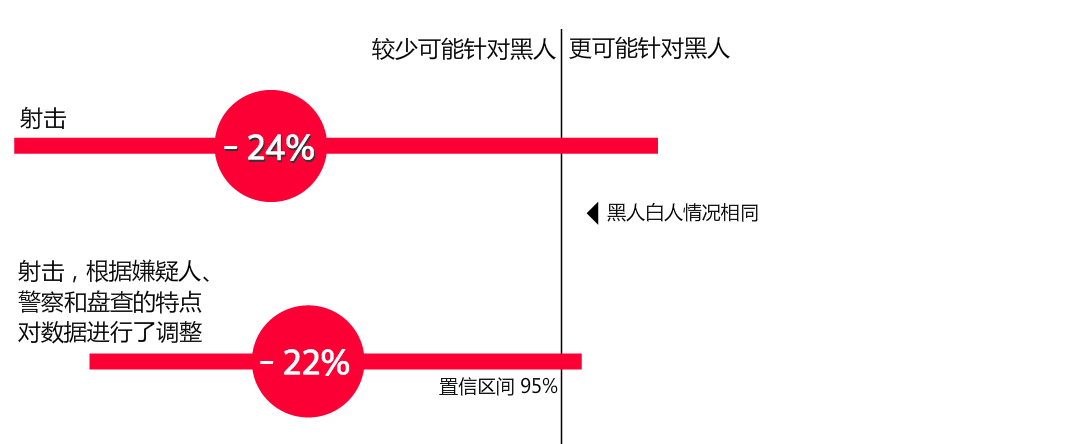 较少可能针对黑人
更可能针对黑人
射击
– 24%
黑人白人情况相同
射击，根据嫌疑人、
警察和盘查的特点
对数据进行了调整
– 22%
置信区间 95%